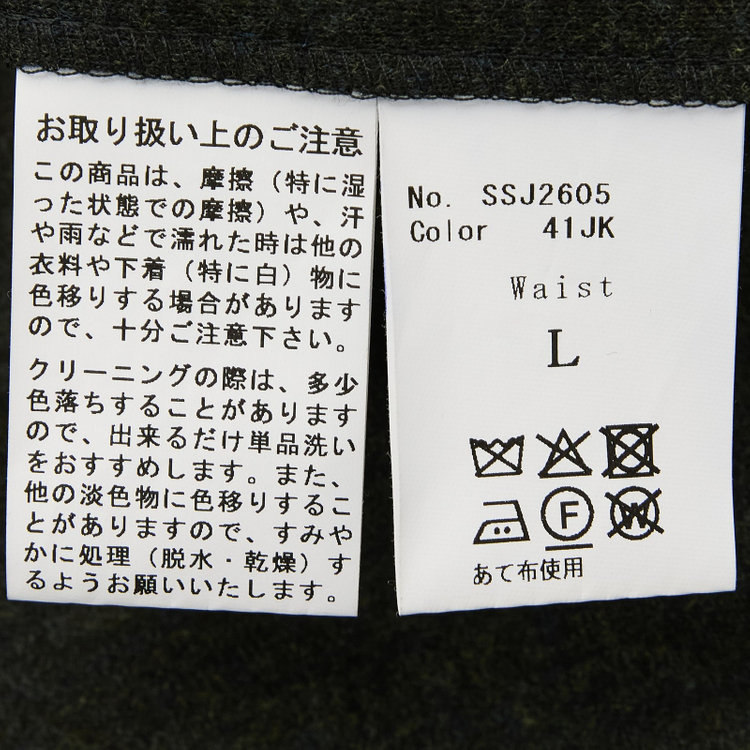 お取り扱い上のご注意
この商品は、摩擦（特に湿
った状態での摩擦）や、汗
や雨などで濡れた時は他の
衣料や下着（特に白）物に
色移りする場合があります
ので、十分ご注意下さい。
クリーニングの際は、多少
色落ちすることがあります
ので、出来るだけ単品洗い
をおすすめします。また、
他の淡色物に色移りするこ
とがありますので、すみや
かに処理（脱水・乾燥）す
るようお願いいたします。
No. SSJ2605
Color 41JK
Waist
L
F
W
あて布使用